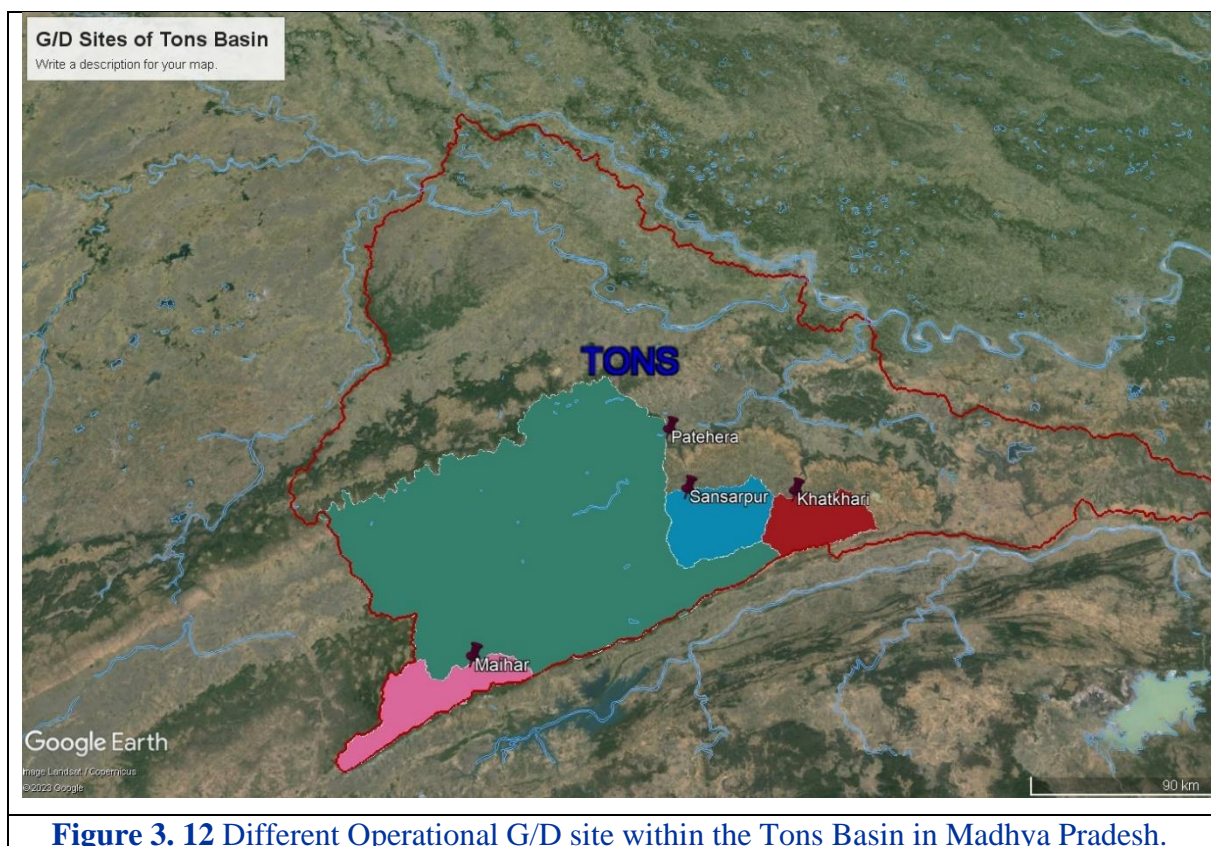 G/D Sites of Tons Basin
Write a description for your map.
TONS
Patehera
Sansarpur
Khatkhari
Maihar
Google Earth
Image Landsat / Copernicus
©2023 Google
90 km
Figure 3. 12 Different Operational G/D site within the Tons Basin in Madhya Pradesh.